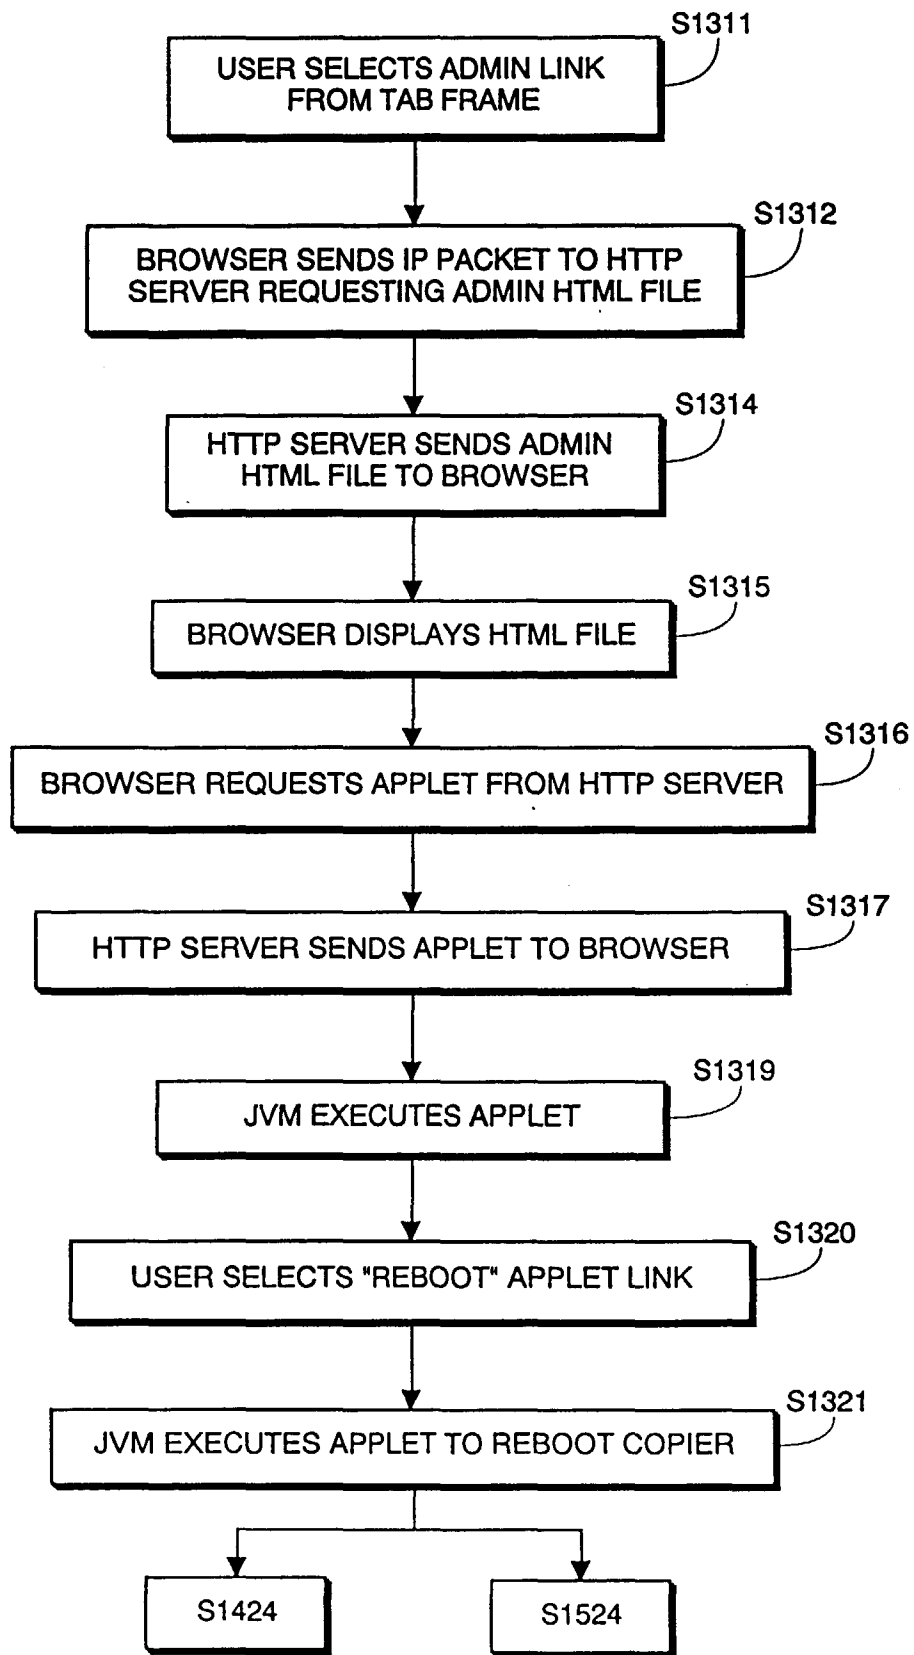 S1311
USER SELECTS ADMIN LINK
FROM TAB FRAME
S1312
BROWSER SENDS IP PACKET TO HTTP
SERVER REQUESTING ADMIN HTML FILE
S1314
HTTP SERVER SENDS ADMIN
HTML FILE TO BROWSER
S1315
BROWSER DISPLAYS HTML FILE
S1316
BROWSER REQUESTS APPLET FROM HTTP SERVER
S1317
HTTP SERVER SENDS APPLET TO BROWSER
S1319
JVM EXECUTES APPLET
S1320
USER SELECTS "REBOOT" APPLET LINK
S1321
JVM EXECUTES APPLET TO REBOOT COPIER
S1424
S1524